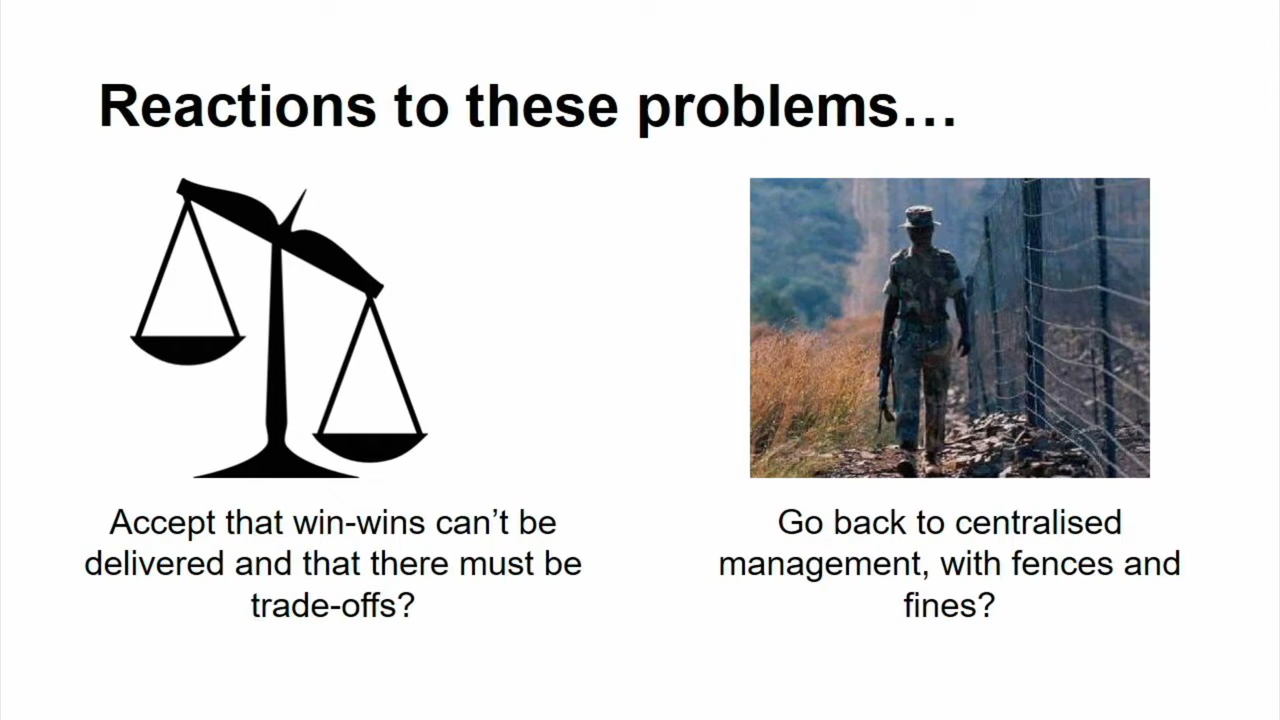 Reactions to these problems…
Accept that win-wins can’t be
delivered and that there must be
trade-offs?
Go back to centralised
management, with fences and
fines?